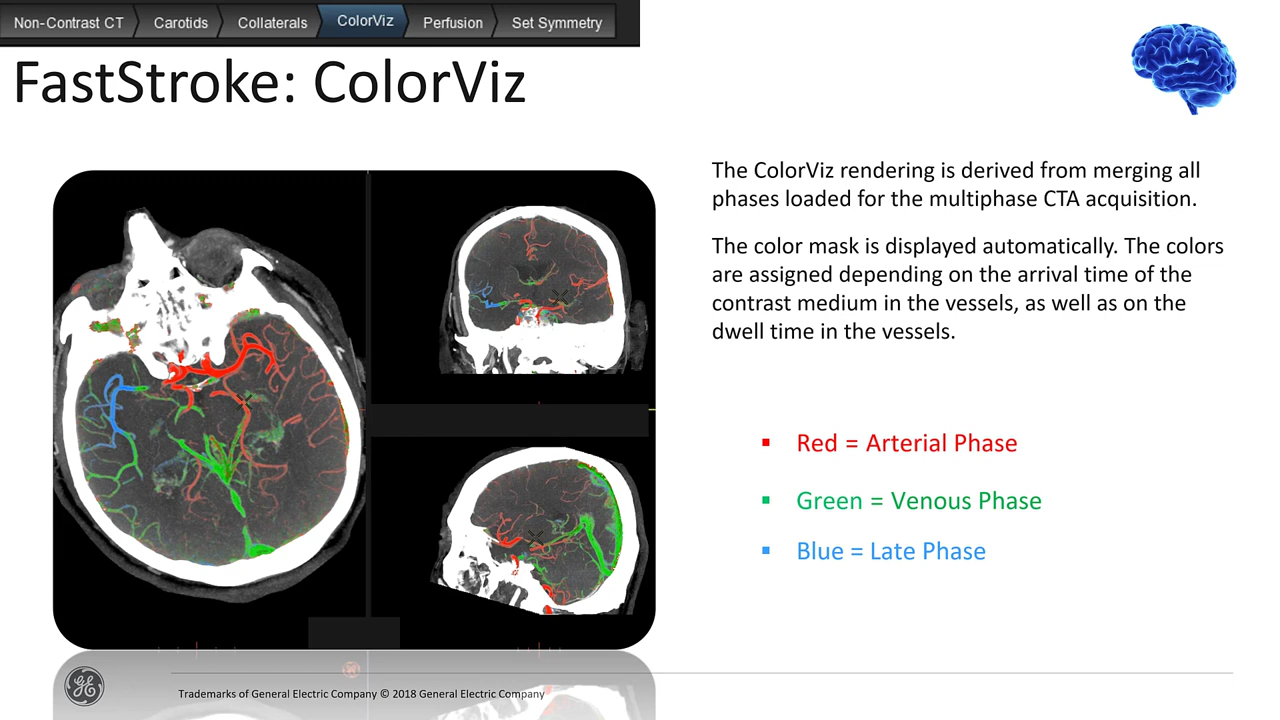 Non-Contrast CT
Carotids
Collaterals
ColorViz
Perfusion
Set Symmetry
FastStroke: ColorViz
The ColorViz rendering is derived from merging all
phases loaded for the multiphase CTA acquisition.
The color mask is displayed automatically. The colors
are assigned depending on the arrival time of the
contrast medium in the vessels, as well as on the
dwell time in the vessels.
▪ Red = Arterial Phase
▪ Green = Venous Phase
▪ Blue = Late Phase
GE
Trademarks of General Electric Company © 2018 General Electric Company